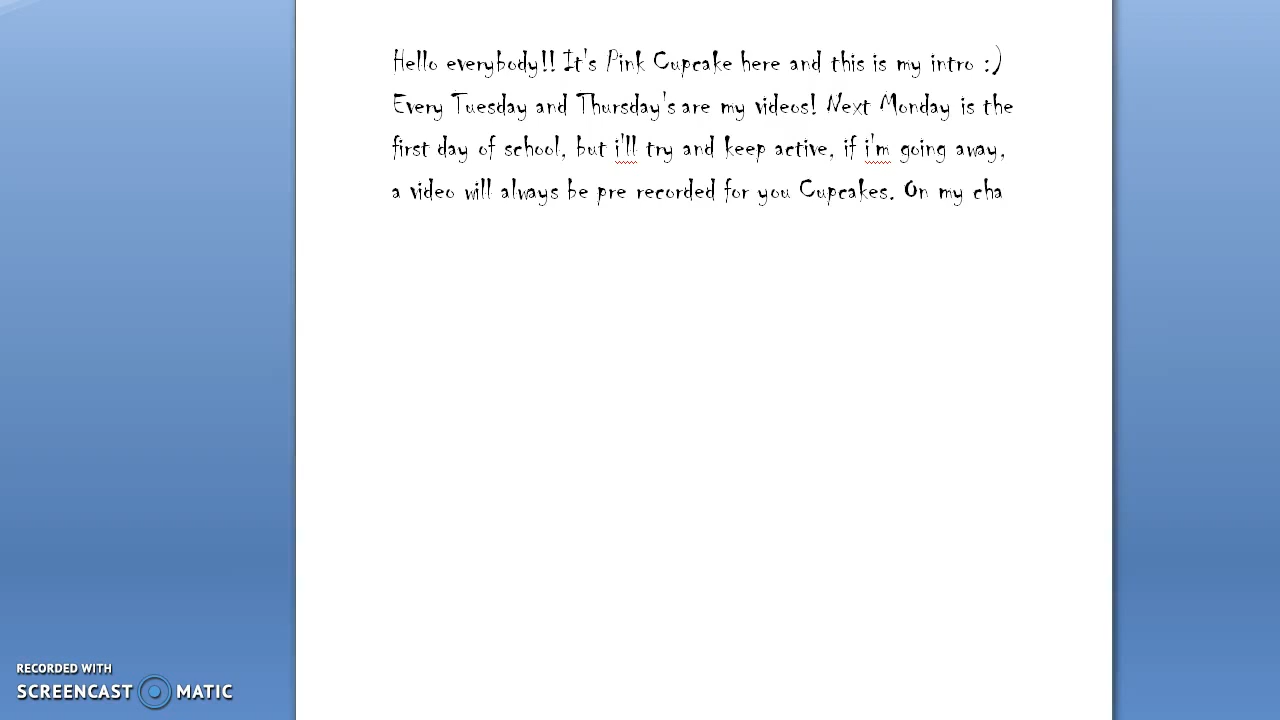 Hello everybody!! It's Pink Cupcake here and this is my intro :)
Every Tuesday and Thursday's are my videos! Next Monday is the
first day of school, but i'll try and keep active, if i'm going away,
a video will always be pre recorded for you Cupcakes. On my cha
RECORDED WITH
SCREENCAST MATIC